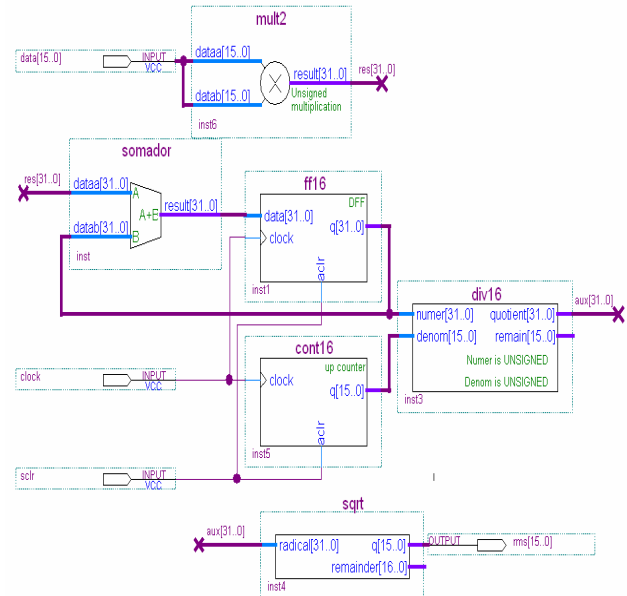 mult2
data[15..0]
INPUT
VCC
dataa[15..0]
datab[15..0]
result[31..0]
Unsigned
multiplication
res[31..0]
inst6
somador
res[31..0]
dataa[31..0]
A
A+B
result[31..0]
datab[31..0]
B
inst
ff16
DFF
data[31..0]
q[31..0]
clock
aclr
inst1
div16
numer[31..0]
quotient[31..0]
aux[31..0]
denom[15..0]
remain[15..0]
Numer is UNSIGNED
Denom is UNSIGNED
inst3
cont16
up counter
clock
INPUT
VCC
clock
q[15..0]
aclr
inst5
sclr
INPUT
VCC
sqrt
aux[31..0]
radical[31..0]
q[15..0]
remainder[16..0]
OUTPUT
rms[15..0]
inst4